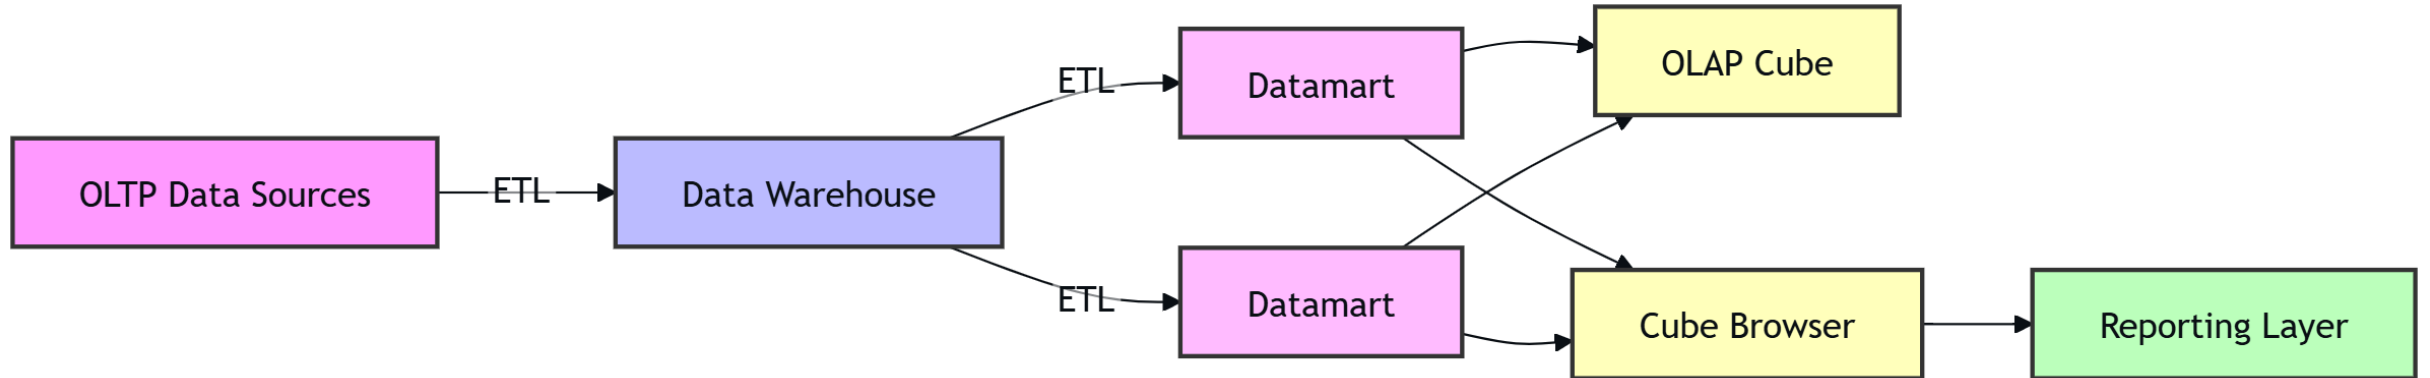 OLTP Data Sources
ETL
Data Warehouse
ETL
ETL
Datamart
Datamart
OLAP Cube
Cube Browser
Reporting Layer